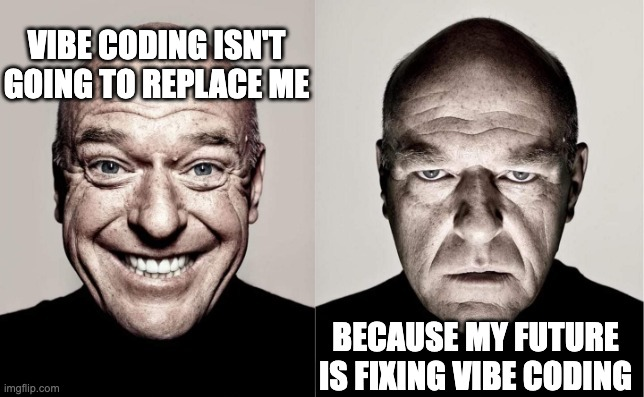 VIBE CODING ISN'T
GOING TO REPLACE ME
BECAUSE MY FUTURE
IS FIXING VIBE CODING
imgflip.com